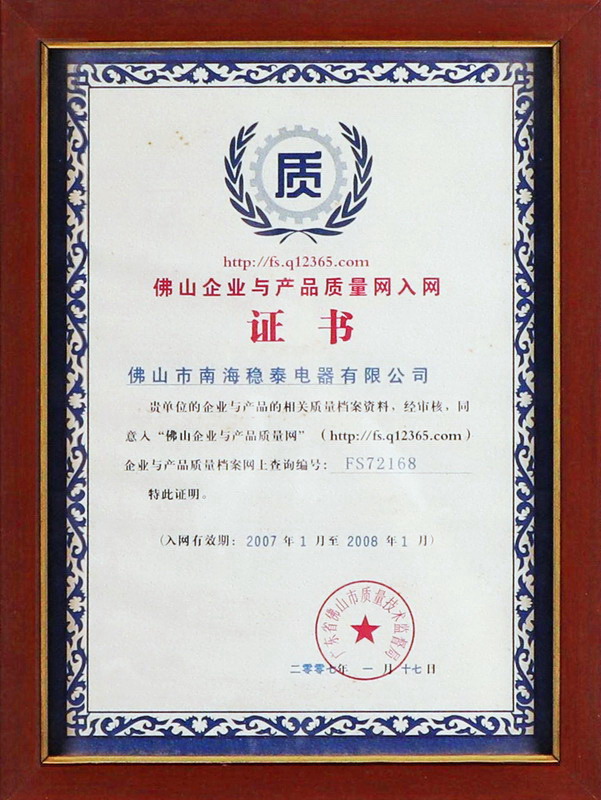 质
http://fs.q12365.com
佛山企业与产品质量网入网
证书
佛山市南海稳泰电器有限公司
贵单位的企业与产品的相关质量档案资料，经审核，同
意入“佛山企业与产品质量网”（http://fs.q12365.com）
企业与产品质量档案网上查询编号：FS72168
特此证明。
(入网有效期：2007 年 1 月至 2008 年 1 月)
广东省佛山市质量技术监督局
二零零七年 一 月 十七 日